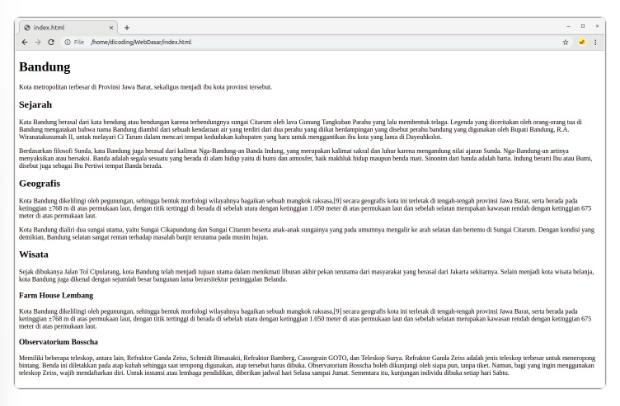 index.html
File /home/dicoding/WebDasar/index.html
Bandung
Kota metropolitan terbesar di Provinsi Jawa Barat, sekaligus menjadi ibu kota provinsi tersebut.
Sejarah
Kata Bandung berasal dari kata bendung atau bendungan karena terbendungnya sungai Citarum oleh lava Gunung Tangkuban Parahu yang lalu membentuk telaga. Legenda yang diceritakan oleh orang-orang tua di
Bandung mengatakan bahwa nama Bandung diambil dari sebuah kendaraan air yang terdiri dari dua perahu yang diikat berdampingan yang disebut perahu bandung yang digunakan oleh Bupati Bandung, R.A.
Wiranatakusumah II, untuk melayari Ci Tarum dalam mencari tempat kedudukan kabupaten yang baru untuk menggantikan ibu kota yang lama di Dayeuhkolot.
Berdasarkan filosofi Sunda, kata Bandung juga berasal dari kalimat Nga-Bandung-an Banda Indung, yang merupakan kalimat sakral dan luhur karena mengandung nilai ajaran Sunda. Nga-Bandung-an artinya
menyaksikan atau bersaksi. Banda adalah segala sesuatu yang berada di alam hidup yaitu di bumi dan atmosfer, baik makhluk hidup maupun benda mati. Sinonim dari banda adalah harta. Indung berarti Ibu atau Bumi,
disebut juga sebagai Ibu Pertiwi tempat Banda berada.
Geografis
Kota Bandung dikelilingi oleh pegunungan, sehingga bentuk morfologi wilayahnya bagaikan sebuah mangkok raksasa,[9] secara geografis kota ini terletak di tengah-tengah provinsi Jawa Barat, serta berada pada
ketinggian ±768 m di atas permukaan laut, dengan titik tertinggi di berada di sebelah utara dengan ketinggian 1.050 meter di atas permukaan laut dan sebelah selatan merupakan kawasan rendah dengan ketinggian 675
meter di atas permukaan laut.
Kota Bandung dialiri dua sungai utama, yaitu Sungai Cikapundung dan Sungai Citarum beserta anak-anak sungainya yang pada umumnya mengalir ke arah selatan dan bertemu di Sungai Citarum. Dengan kondisi yang
demikian, Bandung selatan sangat rentan terhadap masalah banjir terutama pada musim hujan.
Wisata
Sejak dibukanya Jalan Tol Cipularang, kota Bandung telah menjadi tujuan utama dalam menikmati liburan akhir pekan terutama dari masyarakat yang berasal dari Jakarta sekitarnya. Selain menjadi kota wisata belanja,
kota Bandung juga dikenal dengan sejumlah besar bangunan lama berarsitektur peninggalan Belanda.
Farm House Lembang
Kota Bandung dikelilingi oleh pegunungan, sehingga bentuk morfologi wilayahnya bagaikan sebuah mangkok raksasa,[9] secara geografis kota ini terletak di tengah-tengah provinsi Jawa Barat, serta berada pada
ketinggian ±768 m di atas permukaan laut, dengan titik tertinggi di berada di sebelah utara dengan ketinggian 1.050 meter di atas permukaan laut dan sebelah selatan merupakan kawasan rendah dengan ketinggian 675
meter di atas permukaan laut.
Observatorium Bosscha
Memiliki beberapa teleskop, antara lain, Refraktor Ganda Zeiss, Schmidt Bimasakti, Refraktor Bamberg, Cassegrain GOTO, dan Teleskop Surya. Refraktor Ganda Zeiss adalah jenis teleskop terbesar untuk meneropong
bintang. Benda ini diletakkan pada atap kubah sehingga saat teropong digunakan, atap tersebut harus dibuka. Observatorium Bosscha boleh dikunjungi oleh siapa pun, tanpa tiket. Namun, bagi yang ingin menggunakan
teleskop Zeiss, wajib mendaftarkan diri. Untuk instansi atau lembaga pendidikan, diberikan jadwal hari Selasa sampai Jumat. Sementara itu, kunjungan individu dibuka setiap hari Sabtu.